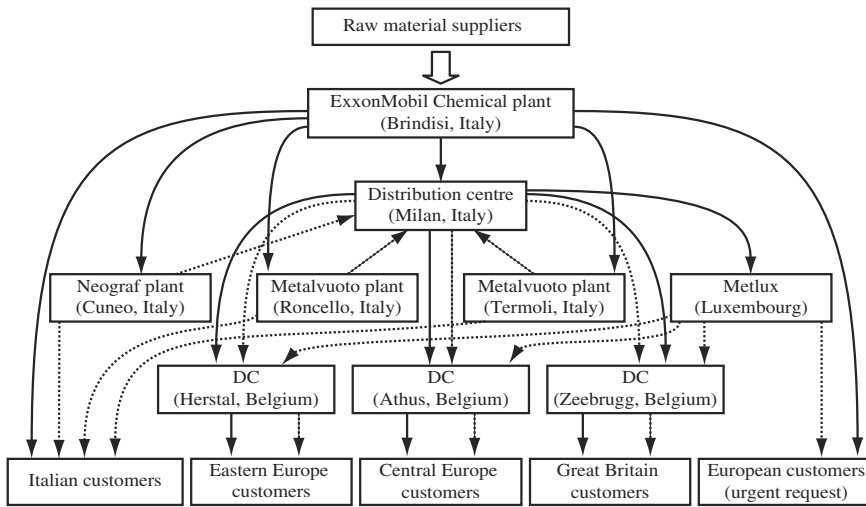 Raw material suppliers
ExxonMobil Chemical plant
(Brindisi, Italy)
Distribution centre
(Milan, Italy)
Neograf plant
(Cuneo, Italy)
Metalvuoto plant
(Roncello, Italy)
Metalvuoto plant
(Termoli, Italy)
Metlux
(Luxembourg)
DC
(Herstal, Belgium)
DC
(Athus, Belgium)
DC
(Zeebrugg, Belgium)
Italian customers
Eastern Europe
customers
Central Europe
customers
Great Britain
customers
European customers
(urgent request)